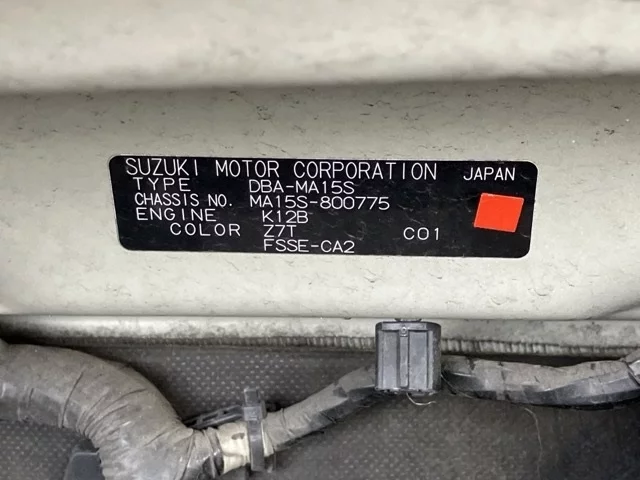 SUZUKI MOTOR CORPORATION JAPAN
TYPE DBA-MA15S
CHASSIS NO. MA15S-800775
ENGINE K12B
COLOR Z7T C01
FSSE-CA2